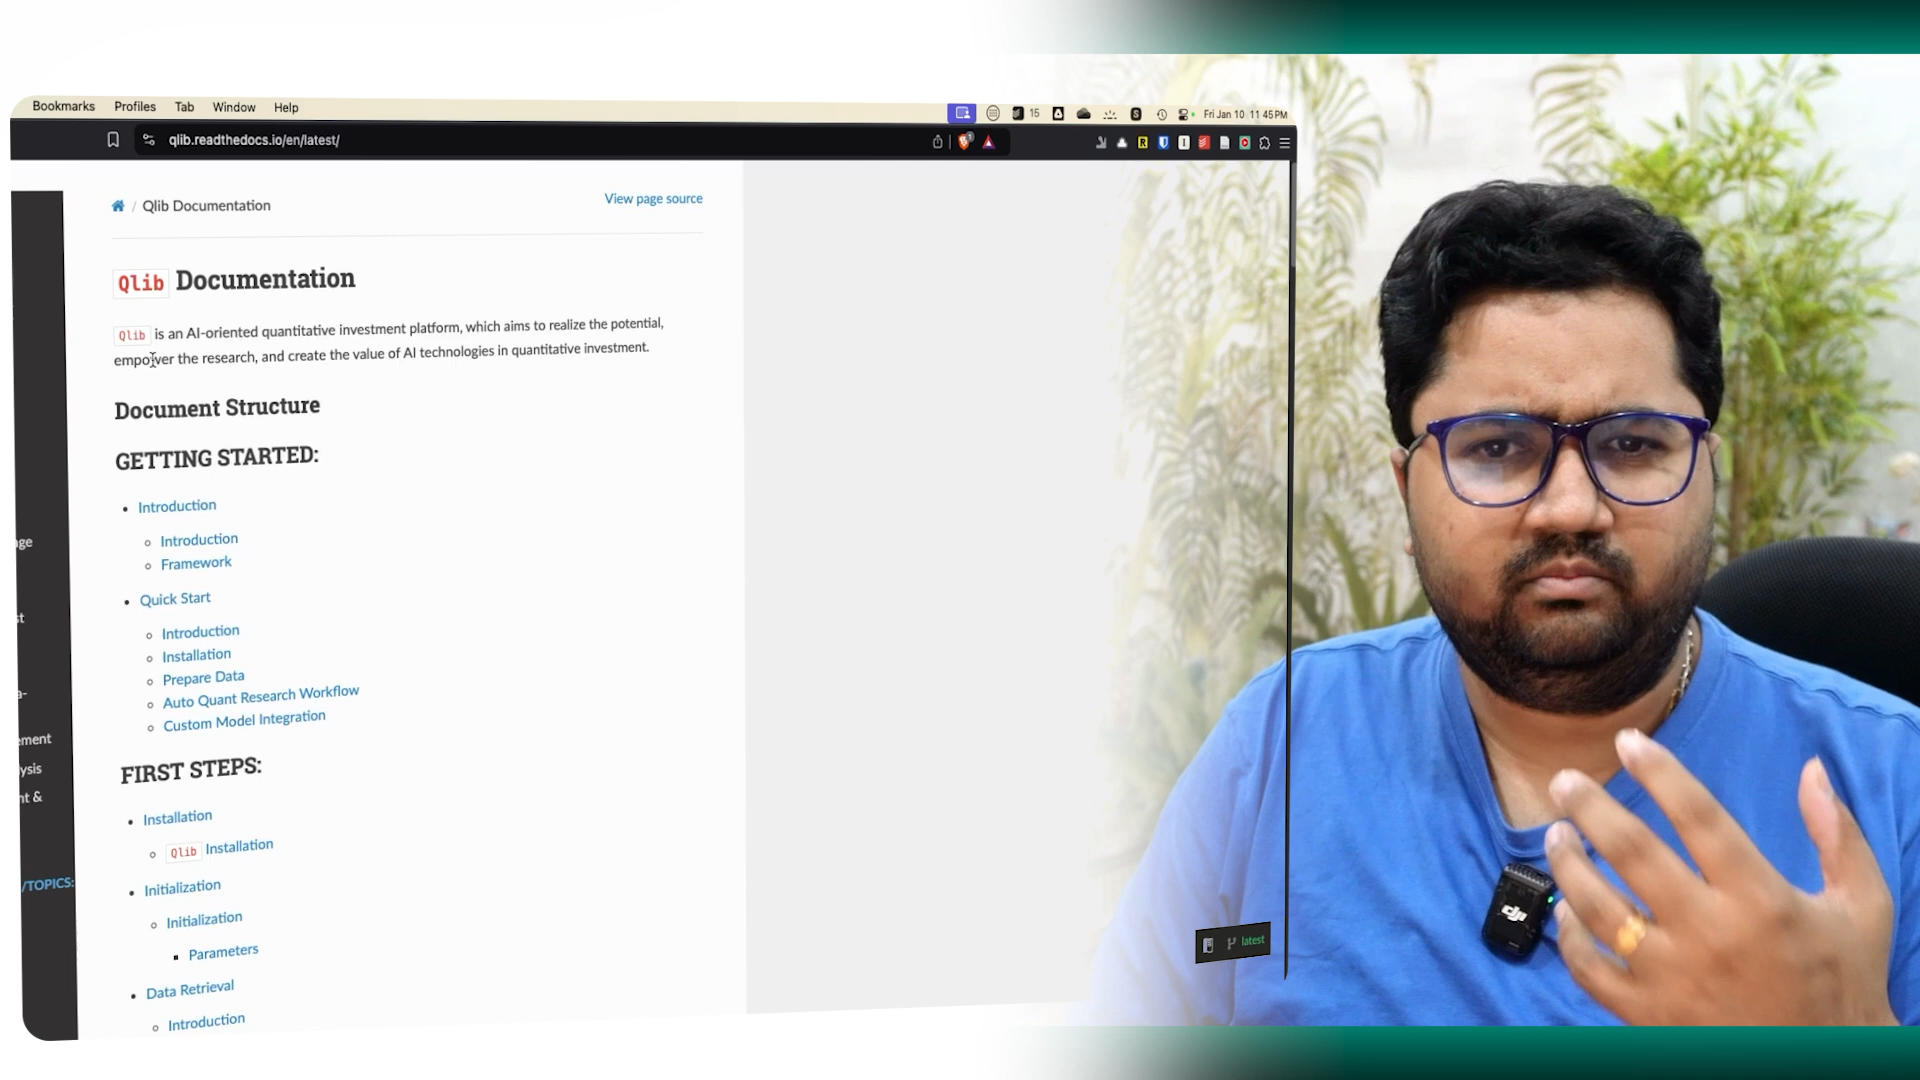 Bookmarks Profiles Tab Window Help
15 Fri Jan 10 11 45 PM
qlib.readthedocs.io/en/latest/
Qlib Documentation
View page source
Qlib Documentation
Qlib is an AI-oriented quantitative investment platform, which aims to realize the potential,
empower the research, and create the value of AI technologies in quantitative investment.
Document Structure
GETTING STARTED:
Introduction
Introduction
Framework
Quick Start
Introduction
Installation
Prepare Data
Auto Quant Research Workflow
Custom Model Integration
FIRST STEPS:
Installation
Qlib Installation
Initialization
Initialization
Parameters
Data Retrieval
Introduction
/TOPICS:
latest
dji